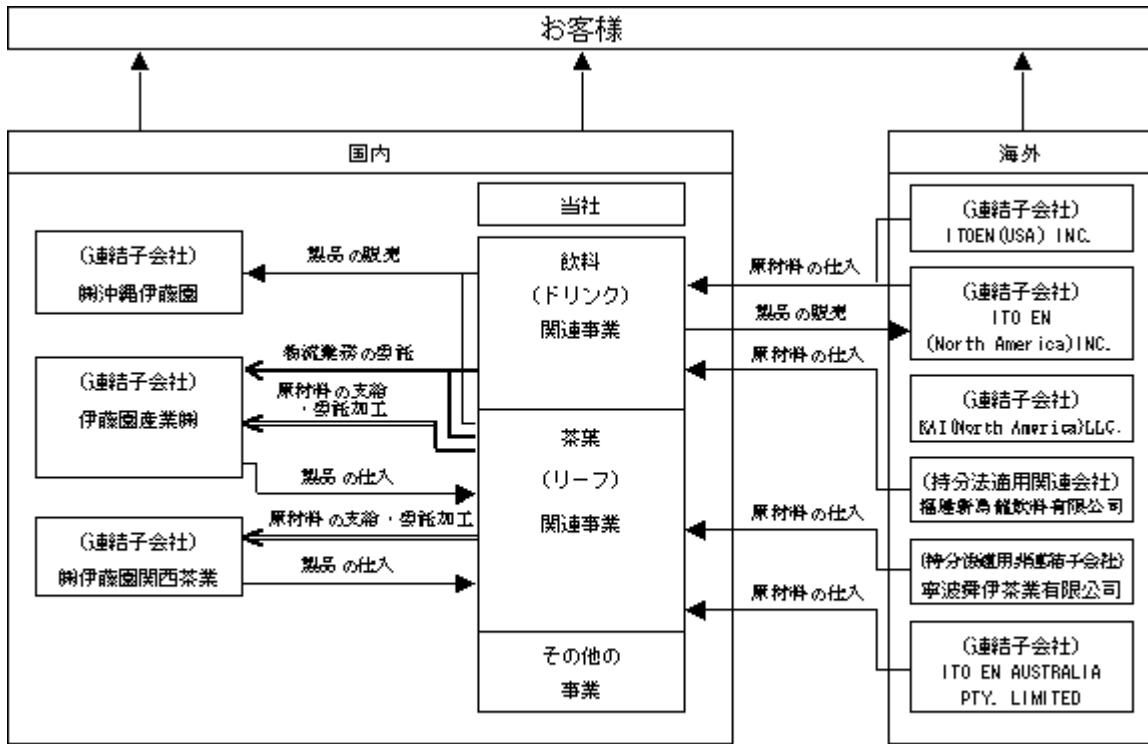 お客様
国内
当社
(連結子会社)
㈱沖縄伊藤園
製品の販売
飲料
(ドリンク)
関連事業
物流業務の委託
(連結子会社)
伊藤園産業㈱
原材料の支給
・委託加工
製品の仕入
茶葉
(リーフ)
関連事業
原材料の支給・委託加工
(連結子会社)
㈱伊藤園関西茶業
製品の仕入
その他の
事業
原材料の仕入
製品の販売
原材料の仕入
原材料の仕入
原材料の仕入
海外
(連結子会社)
ITOEN(USA) INC.
(連結子会社)
ITO EN
(North America)INC.
(連結子会社)
(North America)LLC.
(持分法適用関連会社)
福建新烏龍飲料有限公司
(持分法適用非連結子会社)
寧波舜伊茶業有限公司
(連結子会社)
ITO EN AUSTRALIA
PTY. LIMITED